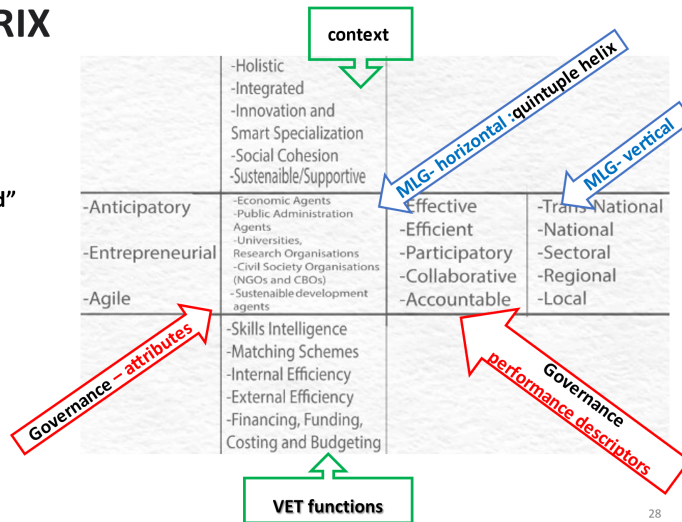 RIX
context
-Holistic
-Integrated
-Innovation and
Smart Specialization
-Social Cohesion
-Sustenaible/Supportive
MLG- horizontal :quintuple helix
MLG- vertical
d”
-Anticipatory
-Entrepreneurial
-Agile
-Economic Agents
-Public Administration
Agents
-Universities,
Research Organisations
-Civil Society Organisations
(NGOs and CBOs)
-Sustenaible development
agents
-Effective
-Efficient
-Participatory
-Collaborative
-Accountable
-Trans-National
-National
-Sectoral
-Regional
-Local
Governance – attributes
-Skills Intelligence
-Matching Schemes
-Internal Efficiency
-External Efficiency
-Financing, Funding,
Costing and Budgeting
Governance
performance descriptors
VET functions
28